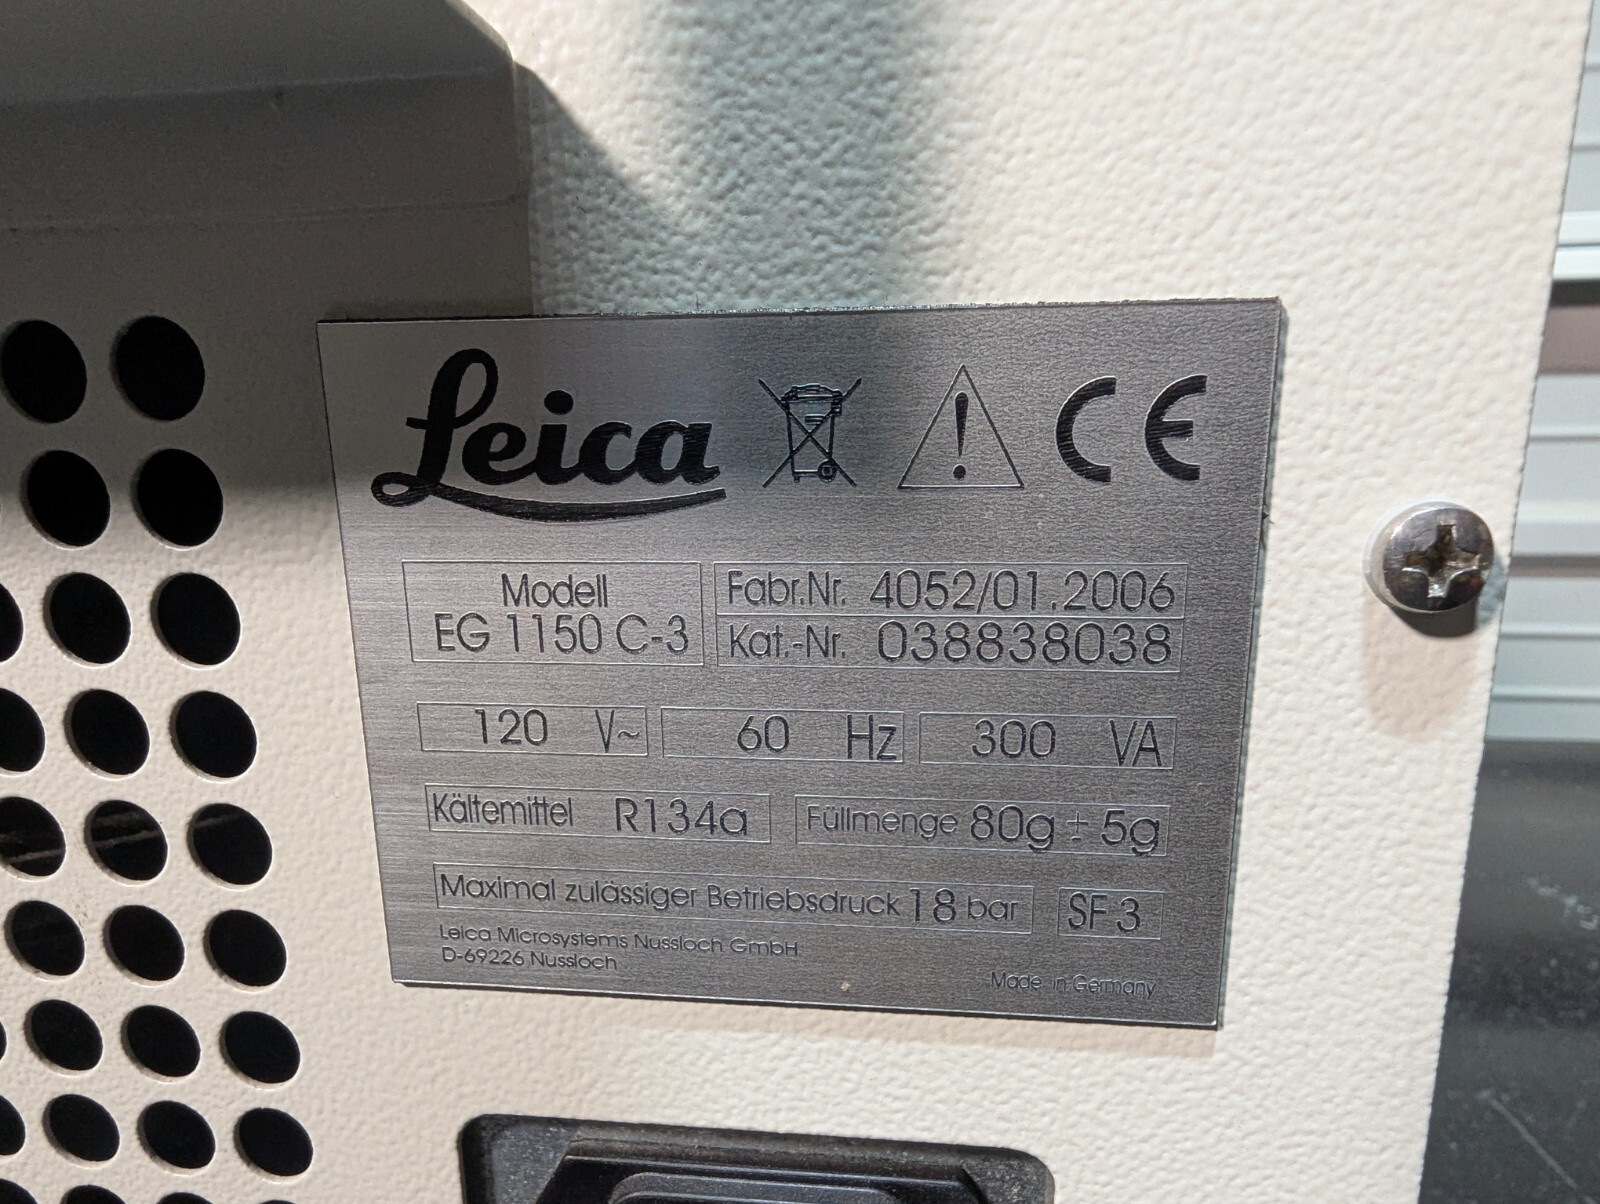 Leica CE
Modell
EG 1150 C-3
Fabr.Nr. 4052/01.2006
Kat.-Nr. 038838038
120 V~ 60 Hz 300 VA
Kältemittel R134a Füllmenge 80g ± 5g
Maximal zulässiger Betriebsdruck 18 bar SF 3
Leica Microsystems Nussloch GmbH
D-69226 Nussloch
Made in Germany